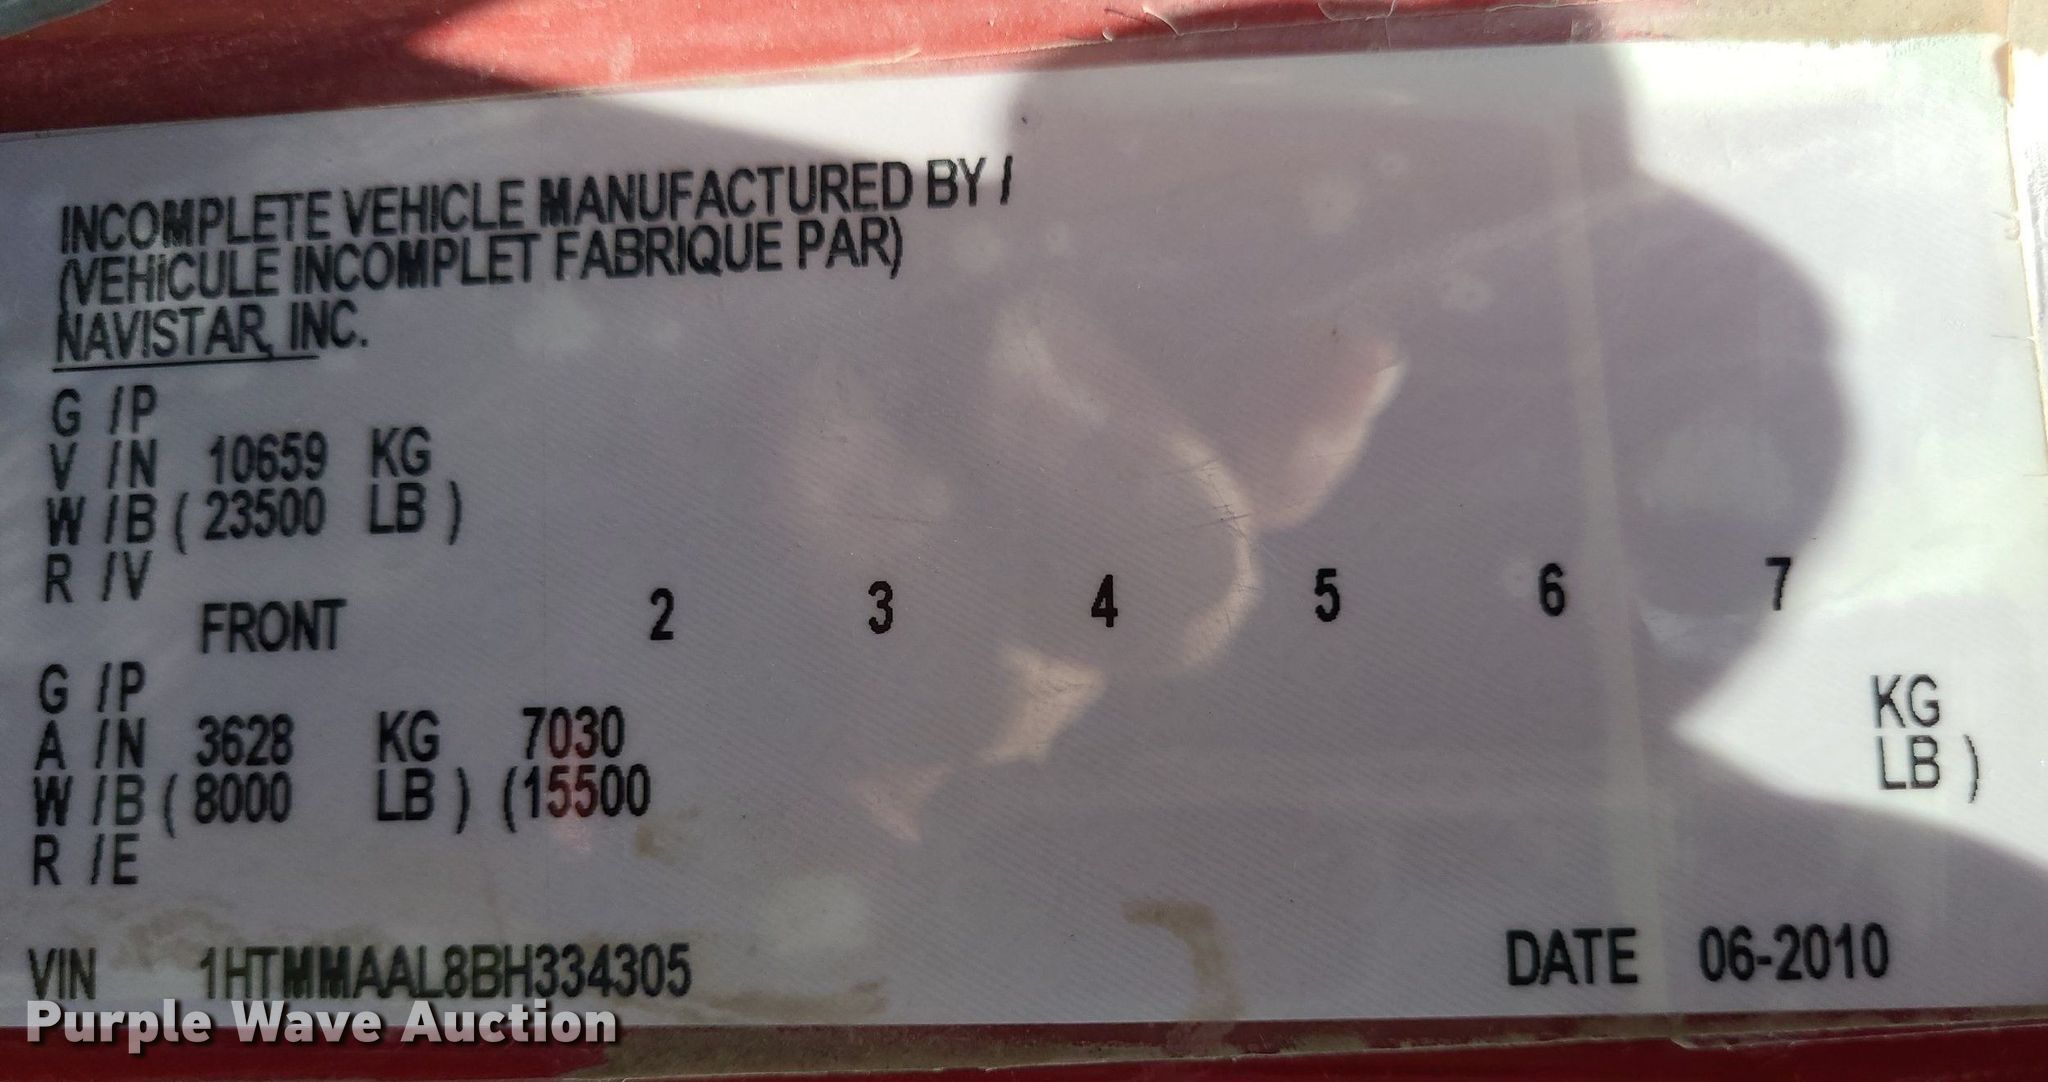 INCOMPLETE VEHICLE MANUFACTURED BY /
(VEHICULE INCOMPLET FABRIQUE PAR)
NAVISTAR, INC.
G /P
V /N 10659 KG
W /B ( 23500 LB )
R /V
FRONT 2 3 4 5 6 7
G /P KG
A /N 3628 KG 7030
W /B ( 8000 LB ) (15500 LB )
R /E
VIN 1HTMMAAL8BH334305 DATE 06-2010
Purple Wave Auction